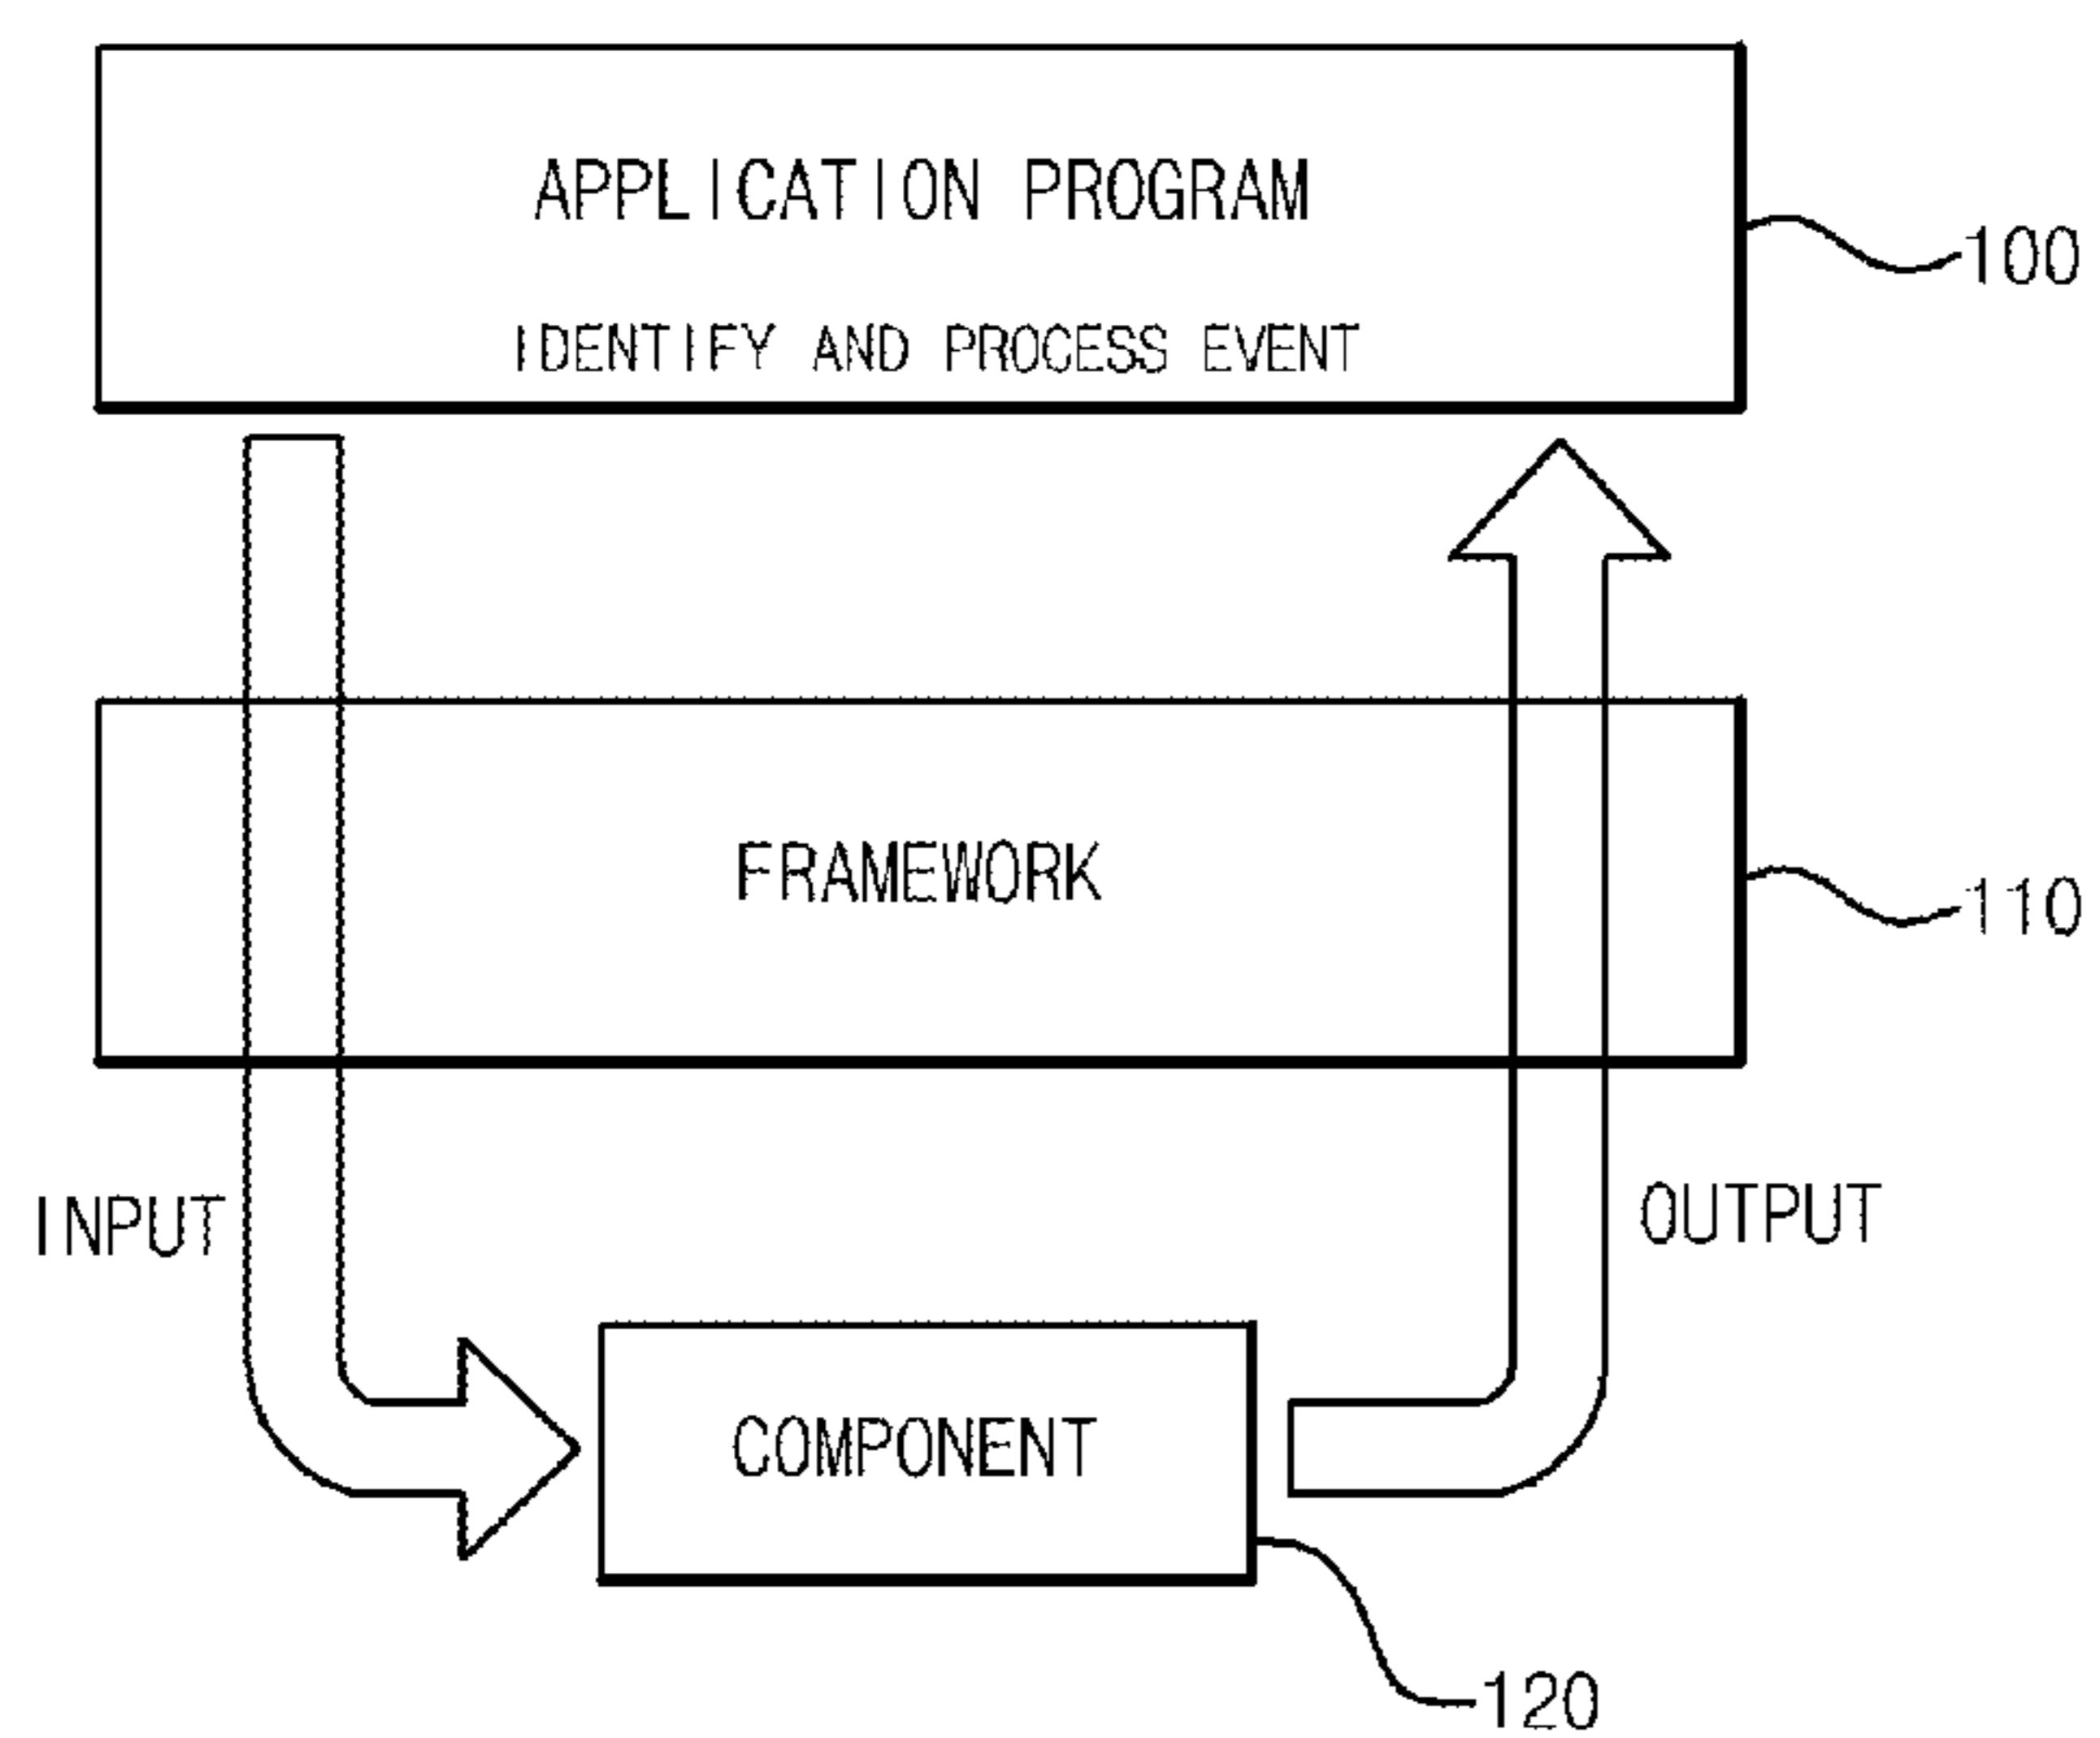 APPLICATION PROGRAM
100
IDENTIFY AND PROCESS EVENT
FRAMEWORK
110
INPUT
OUTPUT
COMPONENT
120